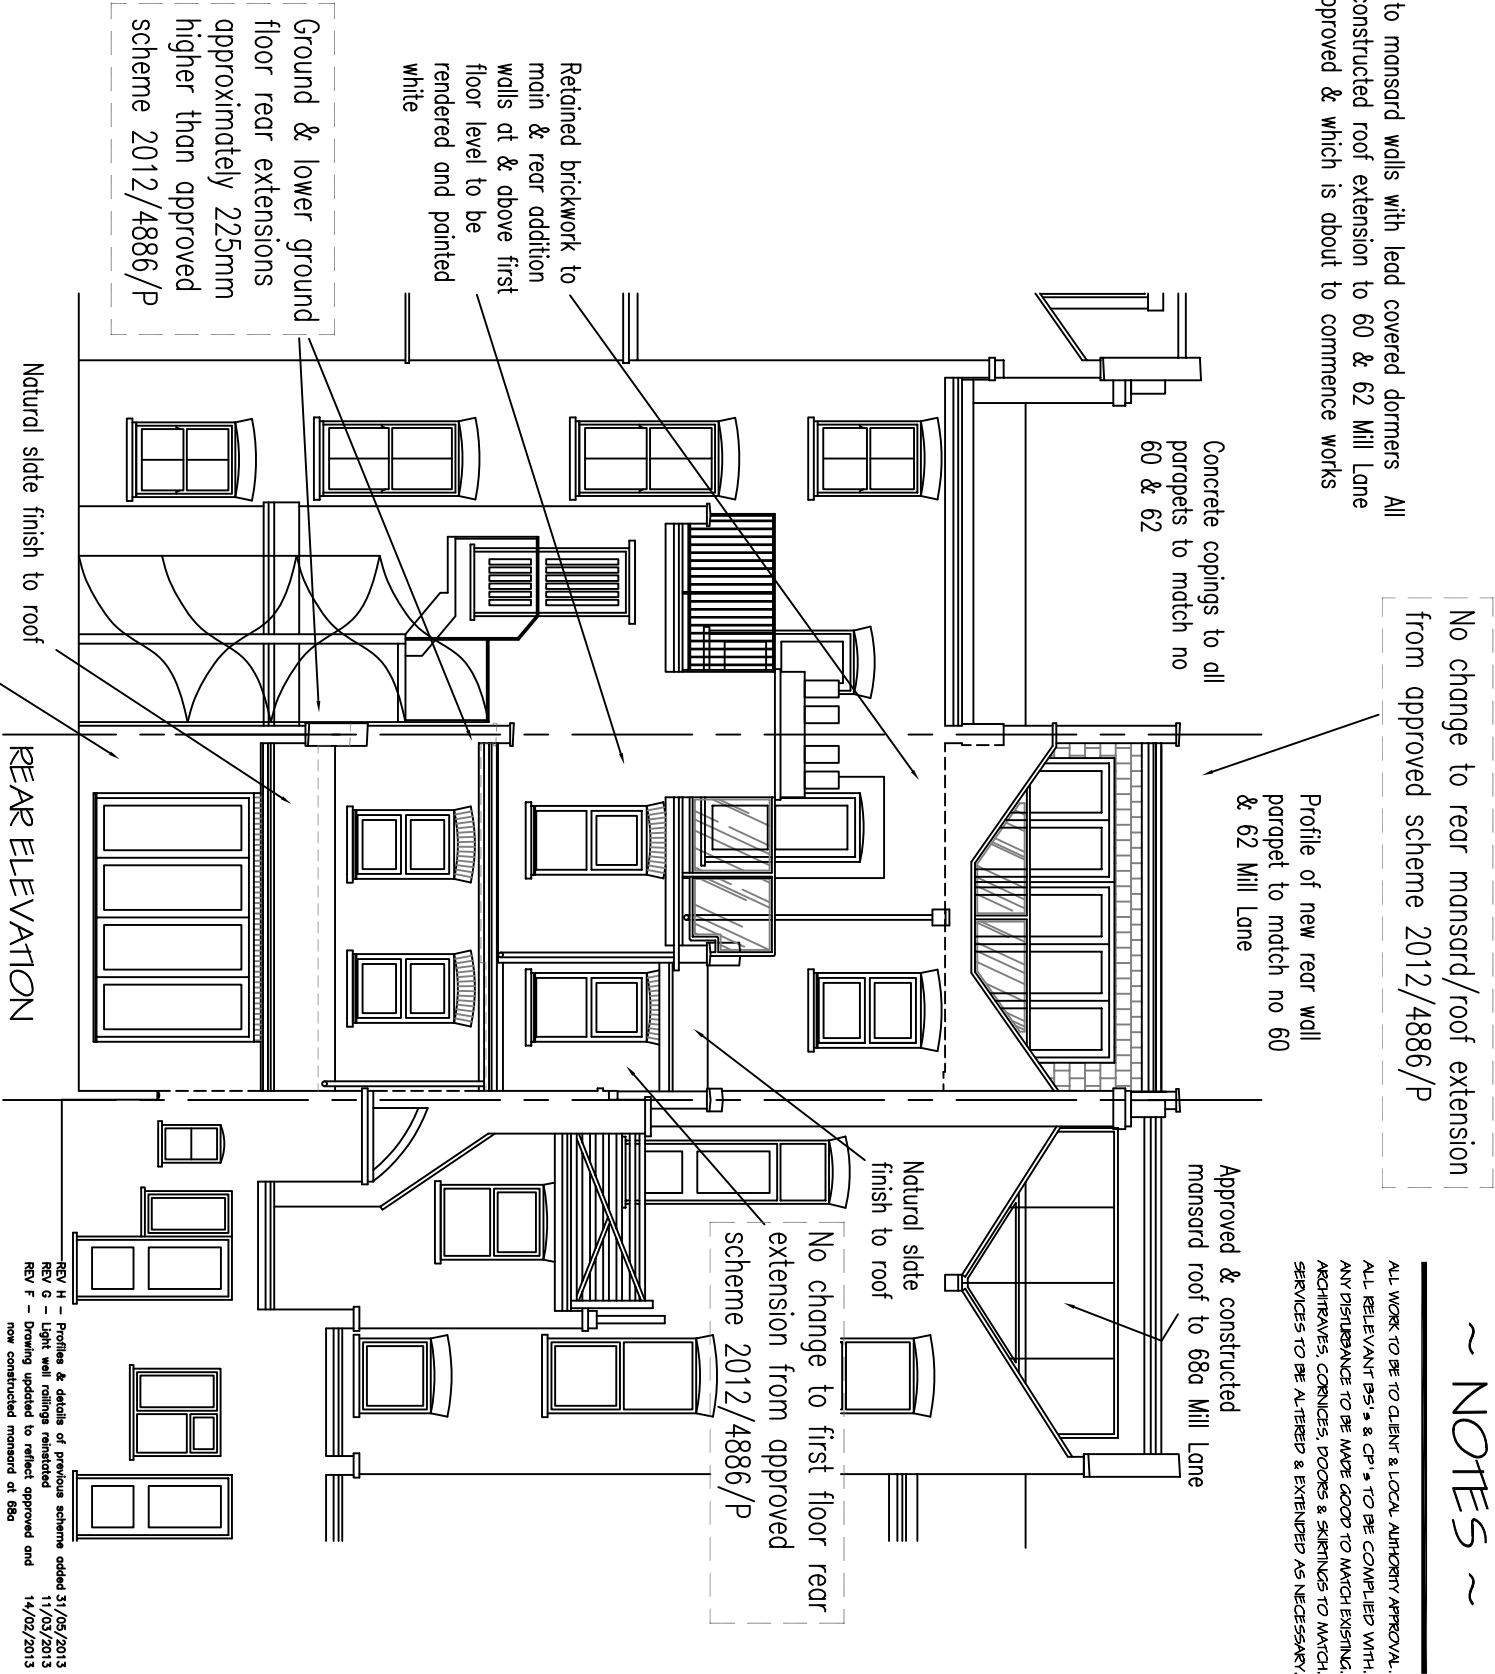 to mansard walls with lead covered dormers  All
constructed roof extension to 60 & 62 Mill Lane
pproved & which is about to commence works
No change to rear mansard/roof extension
from approved scheme 2012/4886/P
~ NOTES ~
ALL WORK TO BE TO CLIENT & LOCAL AUTHORITY APPROVAL.
ALL RELEVANT BS's & CP's TO BE COMPLIED WITH.
ANY DISTURBANCE TO BE MADE GOOD TO MATCH EXISTING.
ARCHITRAVES, CORNICES, DOORS & SKIRTINGS TO MATCH.
SERVICES TO BE ALTERED & EXTENDED AS NECESSARY.
Concrete copings to all
parapets to match no
60 & 62
Profile of new rear wall
parapet to match no 60
& 62 Mill Lane
Approved & constructed
mansard roof to 68a Mill Lane
Natural slate
finish to roof
No change to first floor rear
extension from approved
scheme 2012/4886/P
Retained brickwork to
main & rear addition
walls at & above first
floor level to be
rendered and painted
white
Ground & lower ground
floor rear extensions
approximately 225mm
higher than approved
scheme 2012/4886/P
Natural slate finish to roof
REAR ELEVATION
REV H – Profiles & details of previous scheme added 31/05/2013
REV G – Light well railings reinstated 11/03/2013
REV F – Drawing updated to reflect approved and 14/02/2013
now constructed mansard at 68a